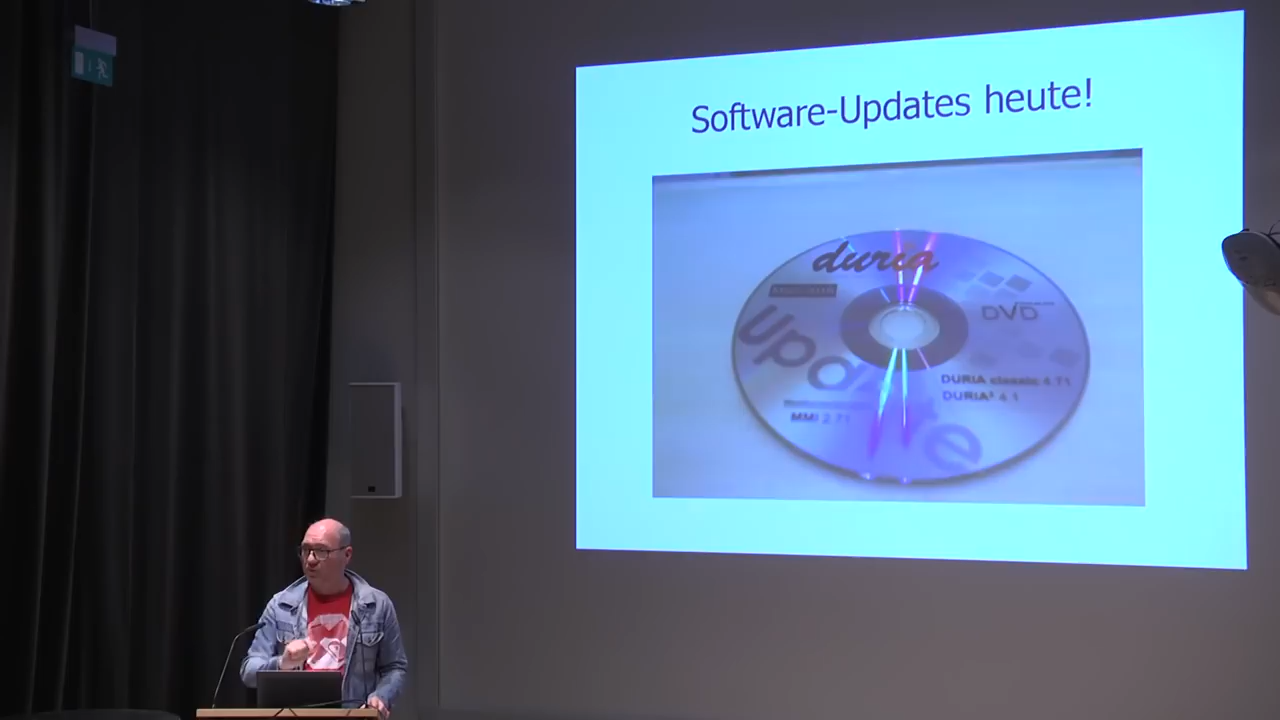 Software-Updates heute!
duria
DVD
Update
DURIA classic 4.71
DURIA² 4.1
MMI 2.71